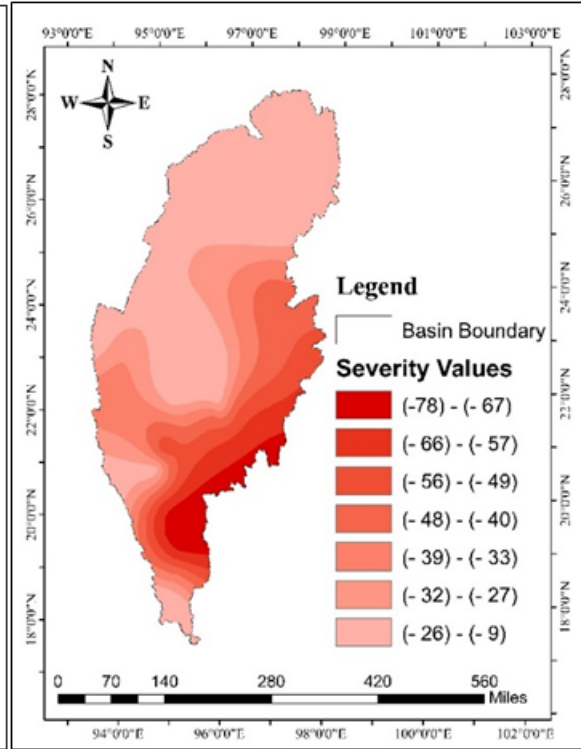 93°0'0"E 95°0'0"E 97°0'0"E 99°0'0"E 101°0'0"E 103°0'0"E
N
W E
S
28°0'0"N
26°0'0"N
24°0'0"N
22°0'0"N
20°0'0"N
18°0'0"N
28°0'0"N
26°0'0"N
24°0'0"N
22°0'0"N
20°0'0"N
18°0'0"N
Legend
Basin Boundary
Severity Values
(-78) - (- 67)
(- 66) - (- 57)
(- 56) - (- 49)
(- 48) - (- 40)
(- 39) - (- 33)
(- 32) - (- 27)
(- 26) - (- 9)
0 70 140 280 420 560
Miles
94°0'0"E 96°0'0"E 98°0'0"E 100°0'0"E 102°0'0"E